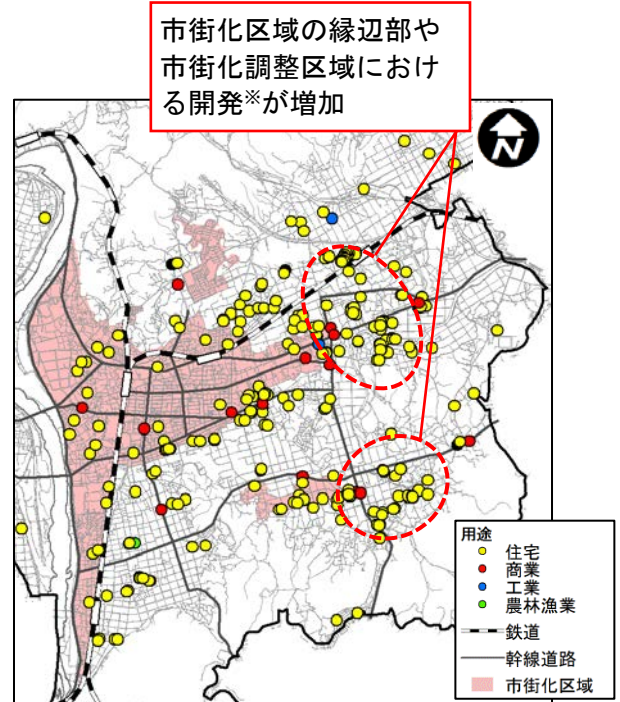 市街化区域の縁辺部や
市街化調整区域におけ
る開発※が増加
N
用途
住宅
商業
工業
農林漁業
鉄道
幹線道路
市街化区域